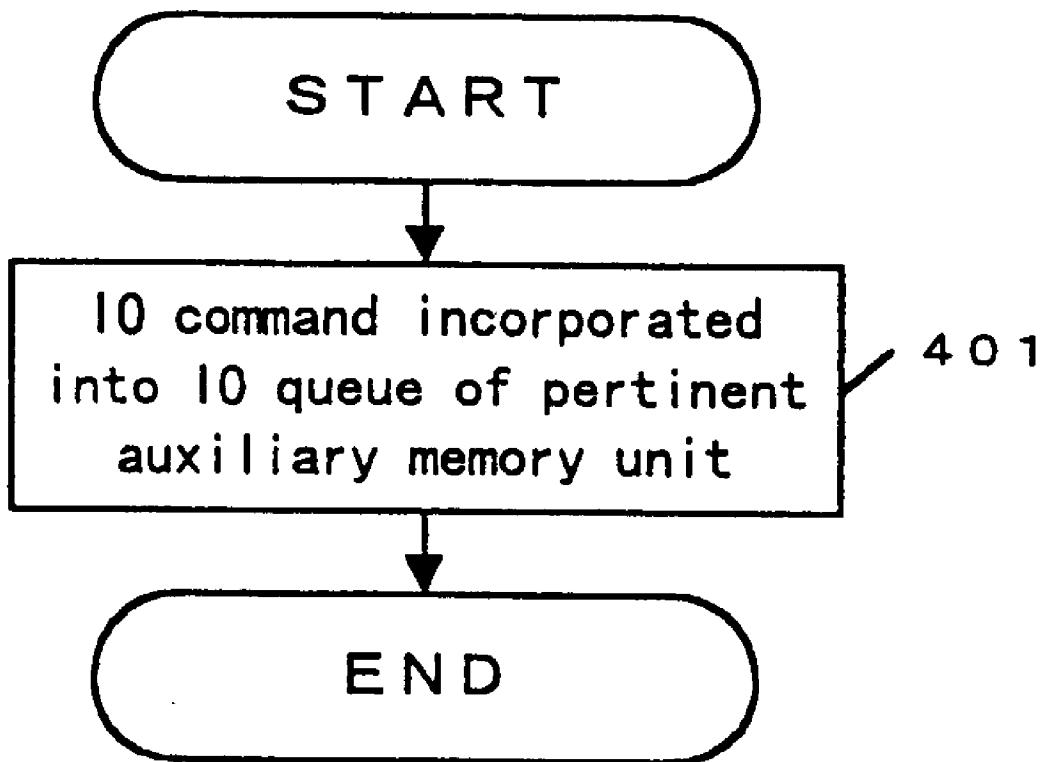 START
IO command incorporated
into IO queue of pertinent
auxiliary memory unit
401
END